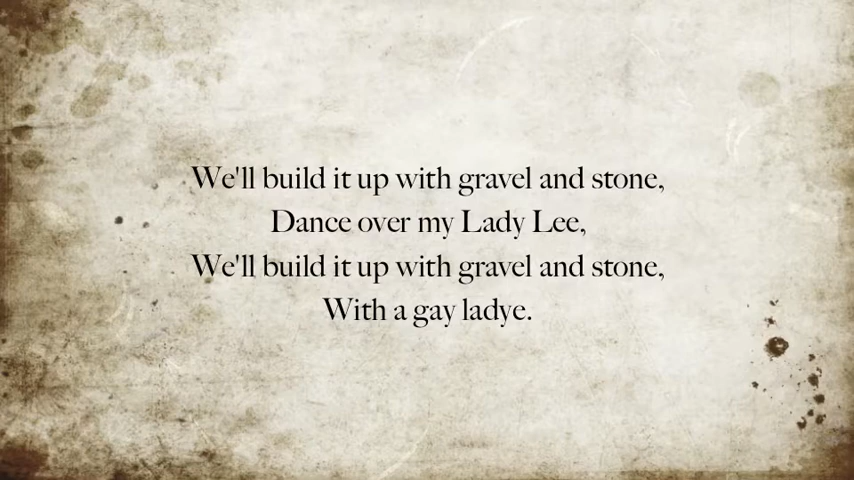 We'll build it up with gravel and stone,
Dance over my Lady Lee,
We'll build it up with gravel and stone,
With a gay ladye.